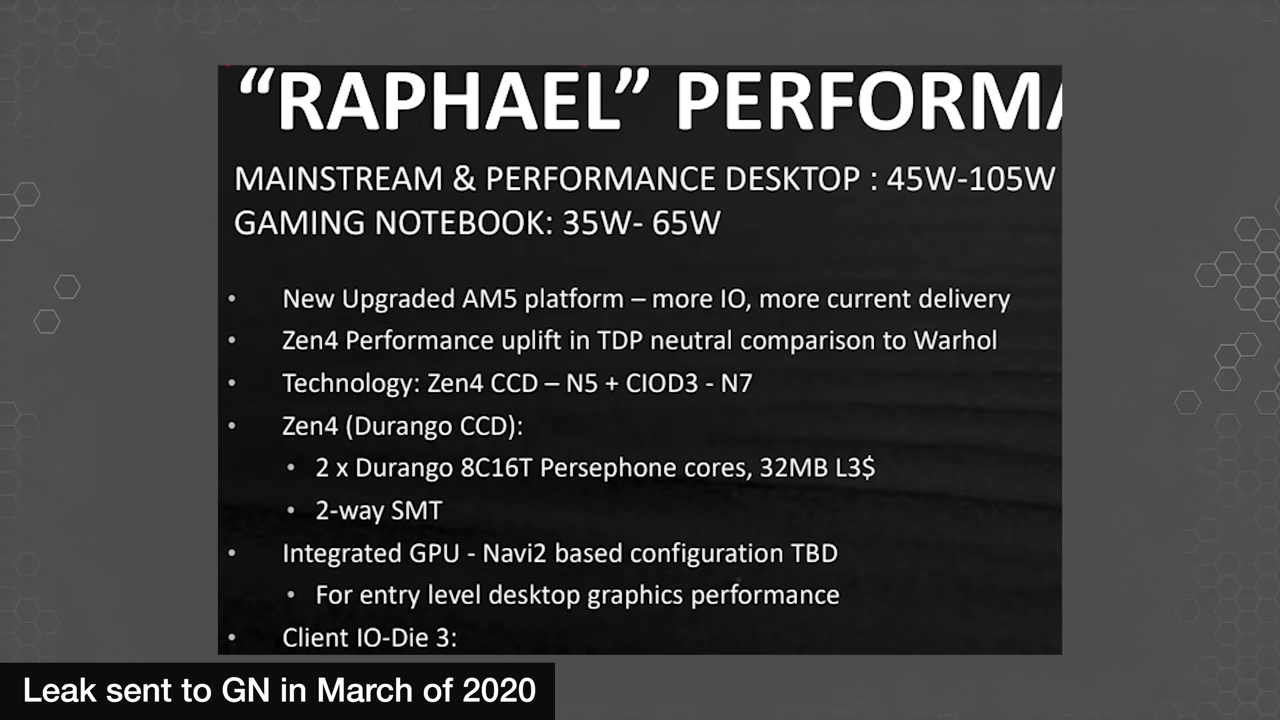 “RAPHAEL” PERFORMA
MAINSTREAM & PERFORMANCE DESKTOP : 45W-105W
GAMING NOTEBOOK: 35W- 65W
• New Upgraded AM5 platform – more IO, more current delivery
• Zen4 Performance uplift in TDP neutral comparison to Warhol
• Technology: Zen4 CCD – N5 + CIOD3 - N7
• Zen4 (Durango CCD):
• 2 x Durango 8C16T Persephone cores, 32MB L3$
• 2-way SMT
• Integrated GPU - Navi2 based configuration TBD
• For entry level desktop graphics performance
• Client IO-Die 3:
Leak sent to GN in March of 2020